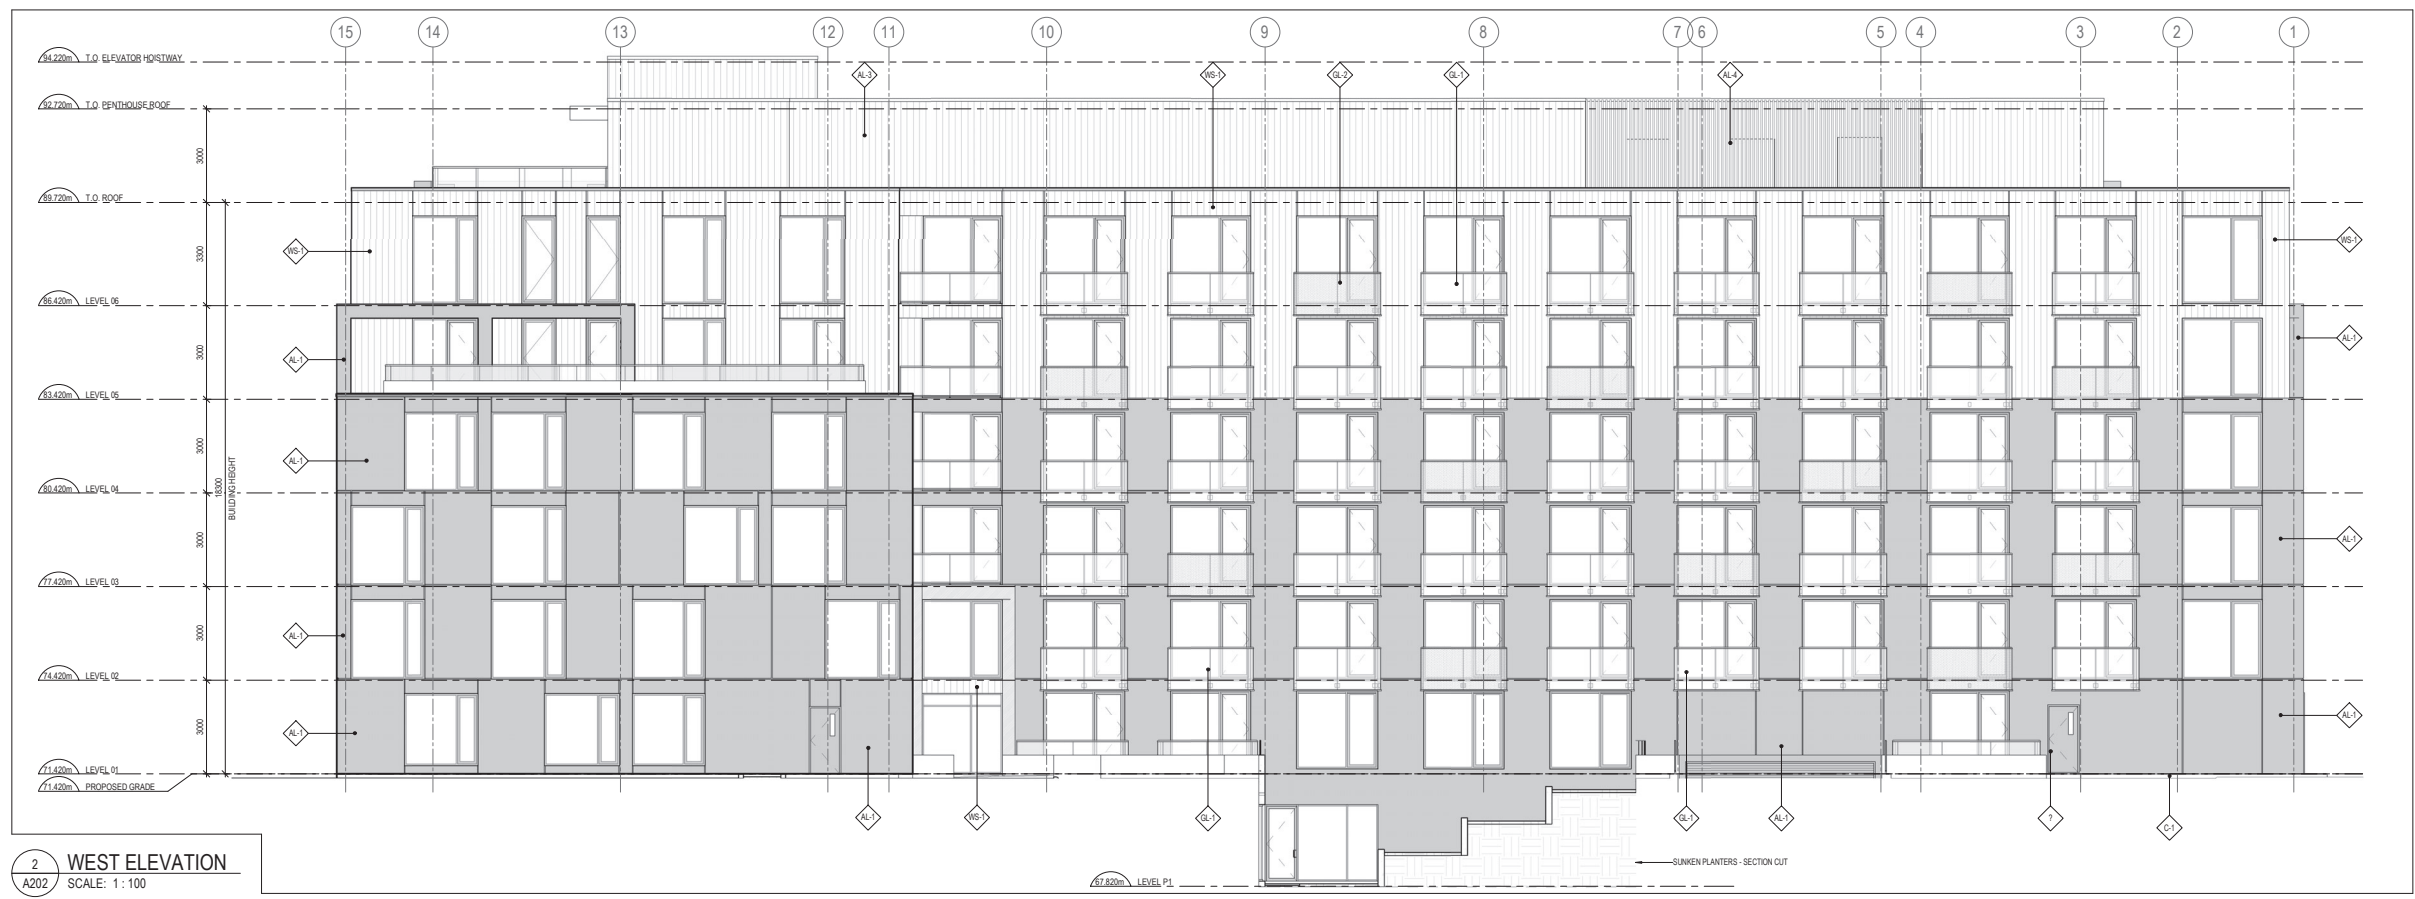 15 14 13 12 11 10 9 8 7 6 5 4 3 2 1
94.220m T.O. ELEVATOR HOISTWAY
AL-3 WS-1 GL-2 GL-1 AL-4
92.720m T.O. PENTHOUSE ROOF
3000
89.720m T.O. ROOF
3300
WS-1 WS-1
86.420m LEVEL 06
3000
AL-1 AL-1
83.420m LEVEL 05
3000
AL-1
80.420m LEVEL 04
18300
BUILDING HEIGHT
3000
AL-1
77.420m LEVEL 03
3000
AL-1
74.420m LEVEL 02
3000
AL-1 AL-1
71.420m LEVEL 01
71.420m PROPOSED GRADE
AL-1 WS-1 GL-1 GL-1 AL-1 ? C-1
SUNKEN PLANTERS - SECTION CUT
67.820m LEVEL P1
2 WEST ELEVATION
A202 SCALE: 1 : 100